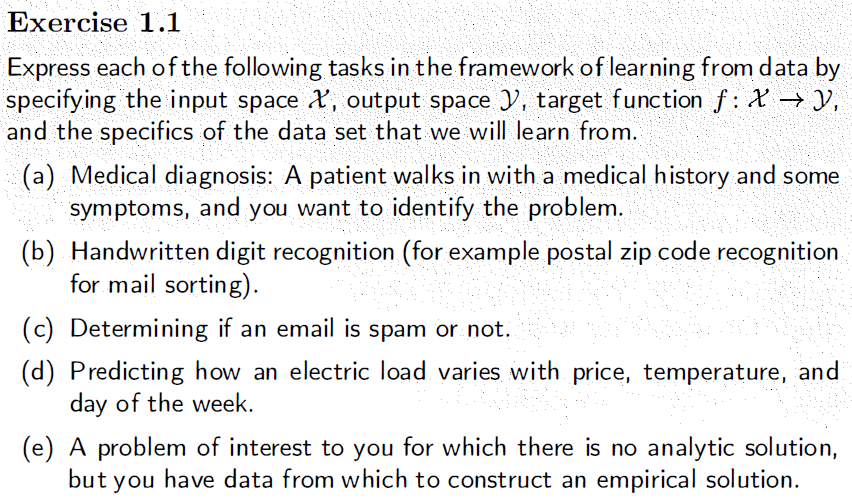 Exercise 1.1
Express each of the following tasks in the framework of learning from data by
specifying the input space 𝒳, output space 𝒴, target function f: 𝒳 → 𝒴,
and the specifics of the data set that we will learn from.
(a) Medical diagnosis: A patient walks in with a medical history and some
symptoms, and you want to identify the problem.
(b) Handwritten digit recognition (for example postal zip code recognition
for mail sorting).
(c) Determining if an email is spam or not.
(d) Predicting how an electric load varies with price, temperature, and
day of the week.
(e) A problem of interest to you for which there is no analytic solution,
but you have data from which to construct an empirical solution.